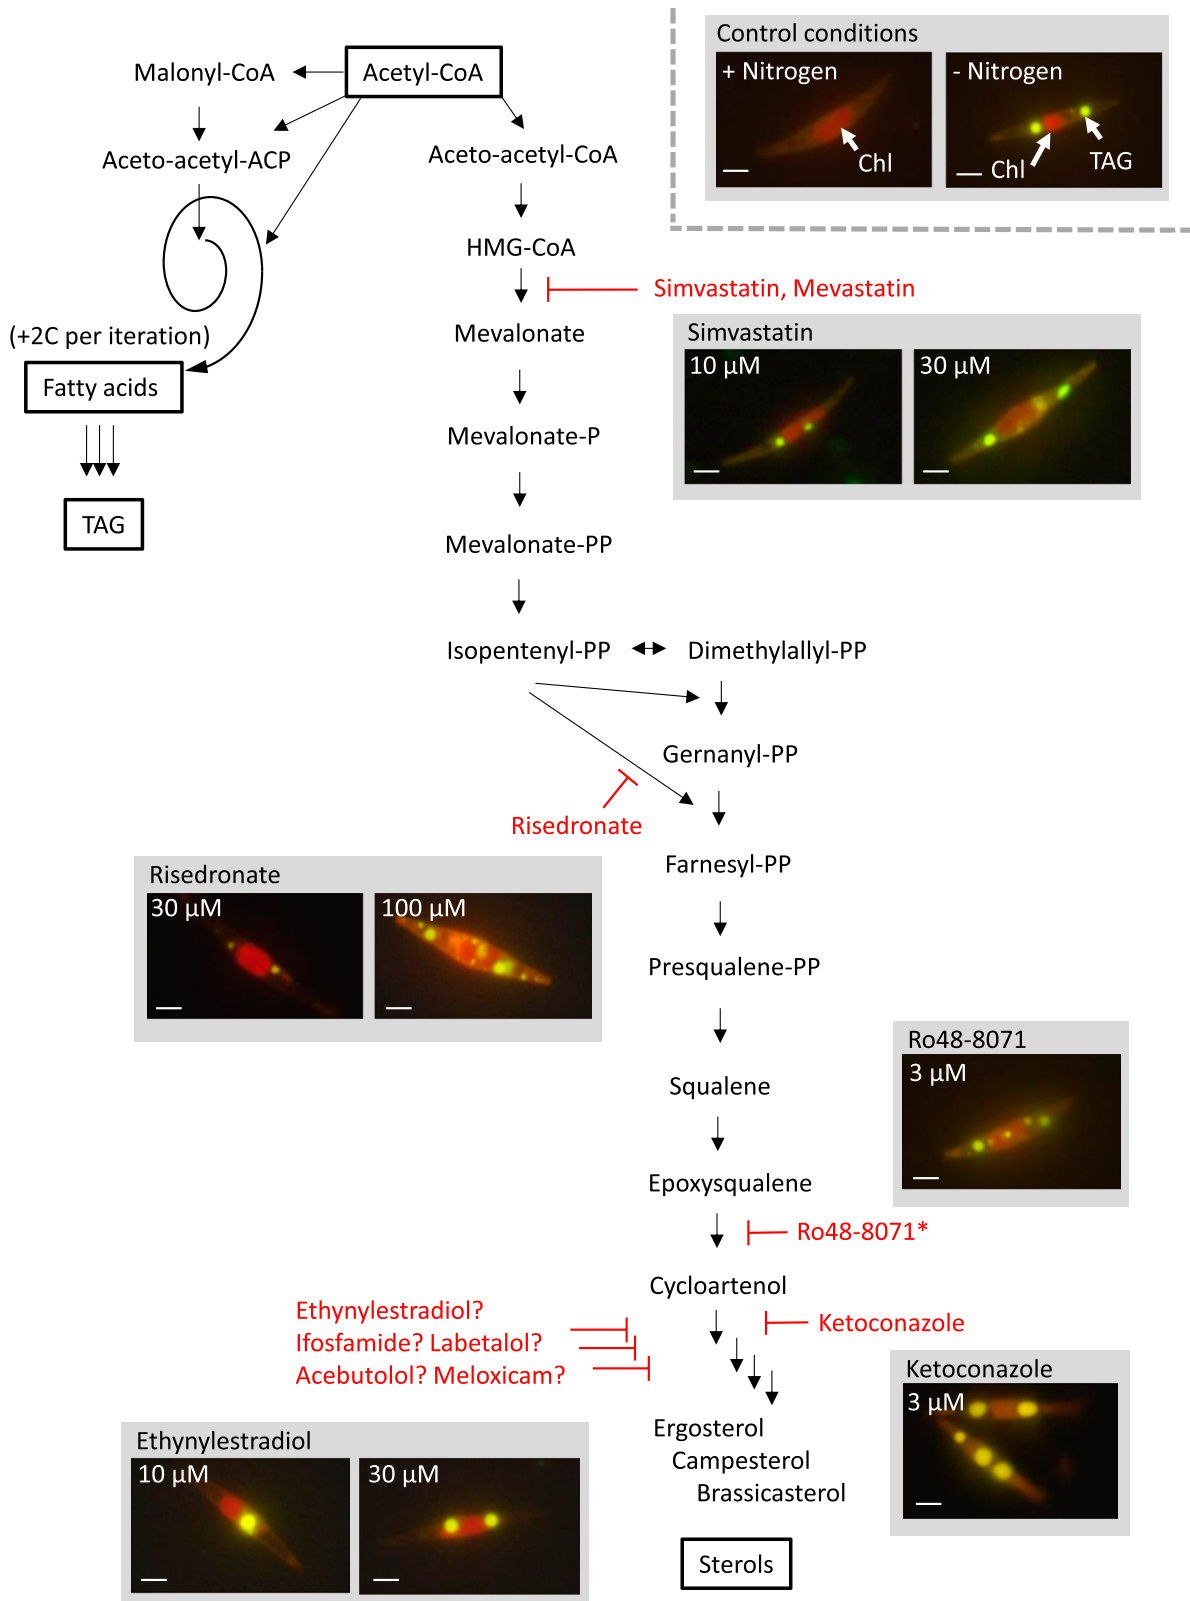 Control conditions
+ Nitrogen
Chl
- Nitrogen
Chl
TAG
Malonyl-CoA
Acetyl-CoA
Aceto-acetyl-ACP
Aceto-acetyl-CoA
HMG-CoA
Simvastatin, Mevastatin
(+2C per iteration)
Mevalonate
Fatty acids
TAG
Simvastatin
10 µM
30 µM
Mevalonate-P
Mevalonate-PP
Isopentenyl-PP
Dimethylallyl-PP
Gernanyl-PP
Risedronate
Farnesyl-PP
Risedronate
30 µM
100 µM
Presqualene-PP
Squalene
Ro48-8071
3 µM
Epoxysqualene
Ro48-8071*
Cycloartenol
Ethynylestradiol?
Ifosfamide? Labetalol?
Acebutolol? Meloxicam?
Ketoconazole
Ketoconazole
3 µM
Ergosterol
Campesterol
Brassicasterol
Sterols
Ethynylestradiol
10 µM
30 µM